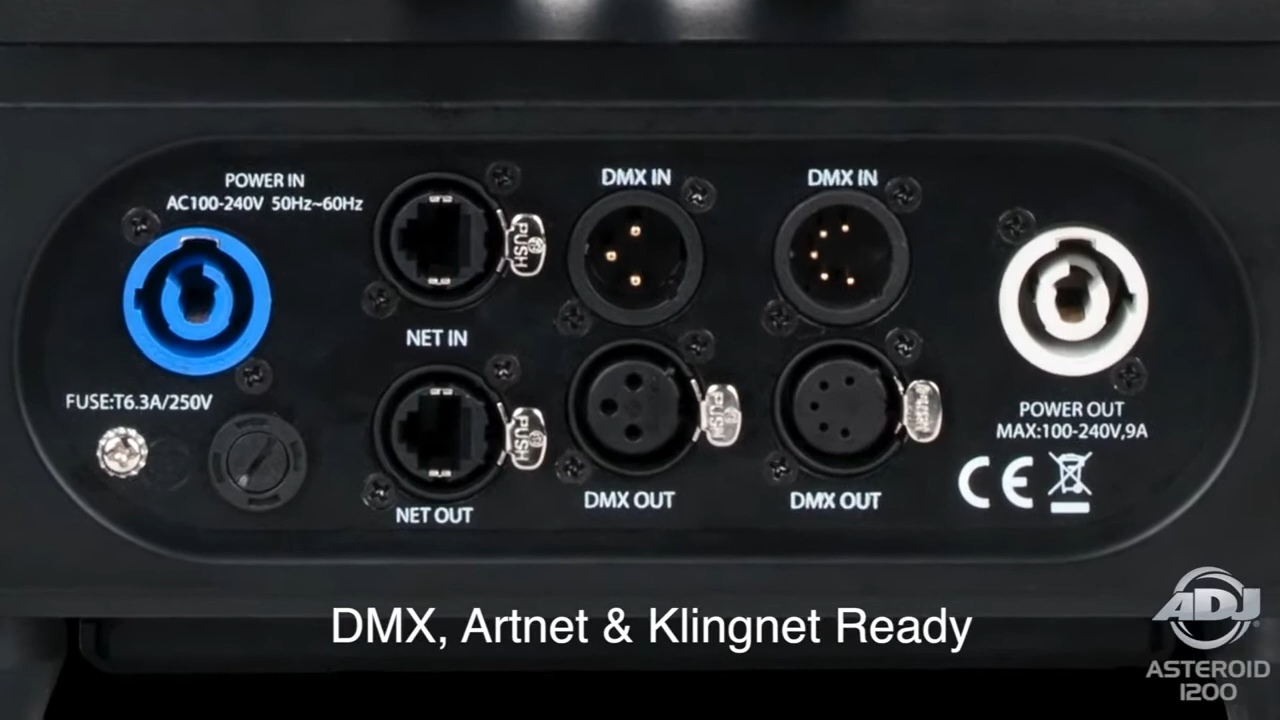 POWER IN
AC100-240V 50Hz~60Hz
DMX IN
DMX IN
PUSH
NET IN
FUSE:T6.3A/250V
PUSH
PUSH
PUSH
POWER OUT
MAX:100-240V,9A
NET OUT
DMX OUT
DMX OUT
CE
DMX, Artnet & Klingnet Ready
ADJ
ASTEROID
1200